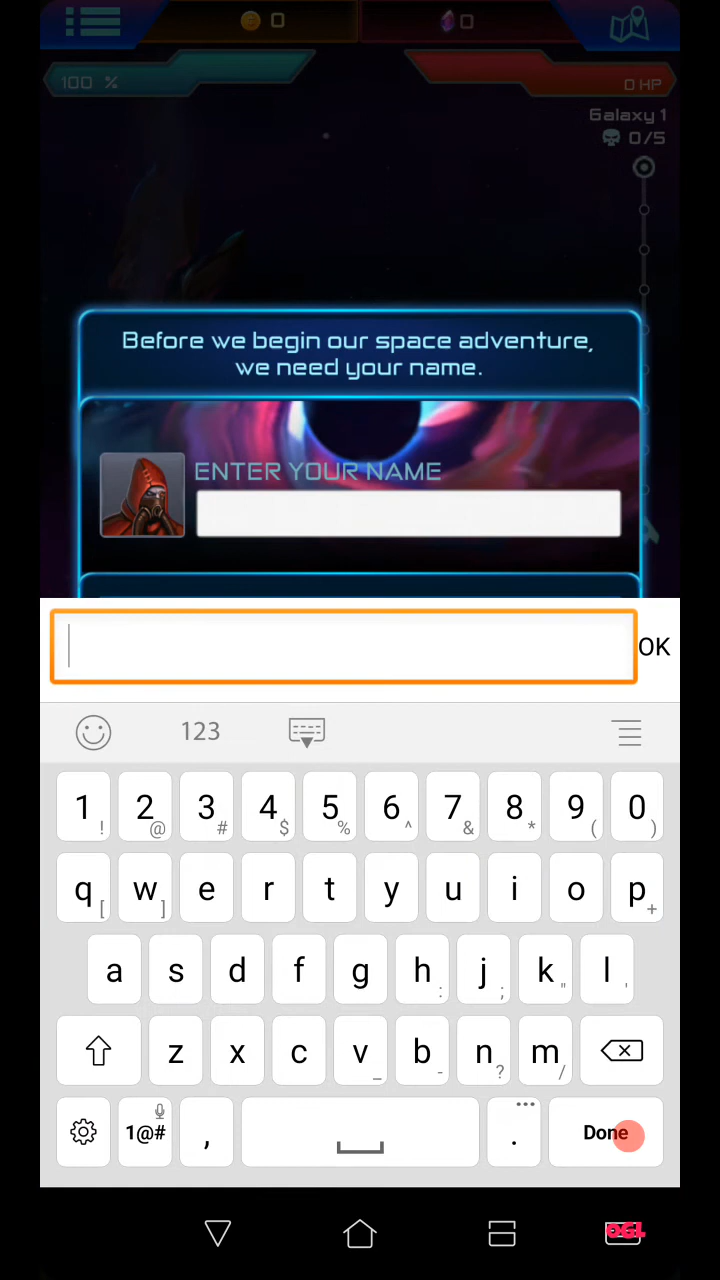 0 0
100 % 0 HP
Galaxy 1
0/5
Before we begin our space adventure,
we need your name.
ENTER YOUR NAME
OK
123
1 ! 2 @ 3 # 4 $ 5 % 6 ^ 7 & 8 * 9 ( 0 )
q [ w ] e r t y u i o p +
a s d f g h : j ; k " l '
z x c v _ b - n ? m /
1@# , . Done
OGL